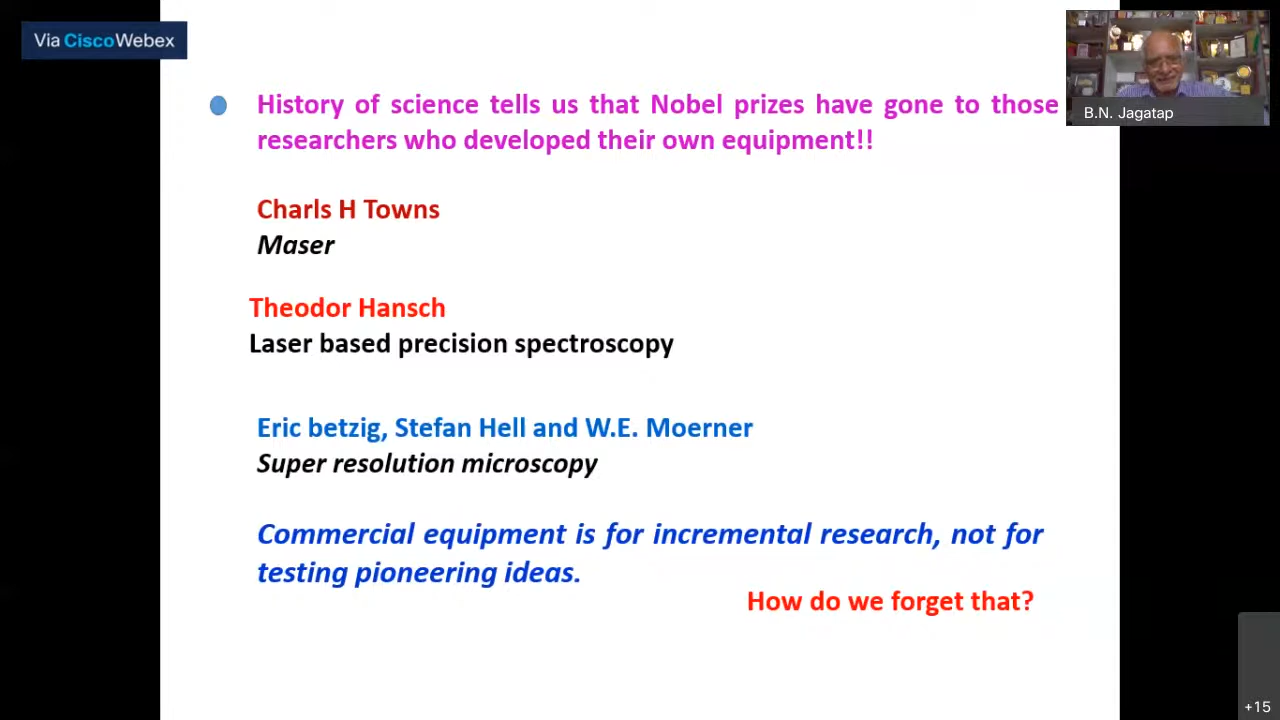 Via CiscoWebex
B.N. Jagatap
History of science tells us that Nobel prizes have gone to those
researchers who developed their own equipment!!
Charls H Towns
Maser
Theodor Hansch
Laser based precision spectroscopy
Eric betzig, Stefan Hell and W.E. Moerner
Super resolution microscopy
Commercial equipment is for incremental research, not for
testing pioneering ideas.
How do we forget that?
+15